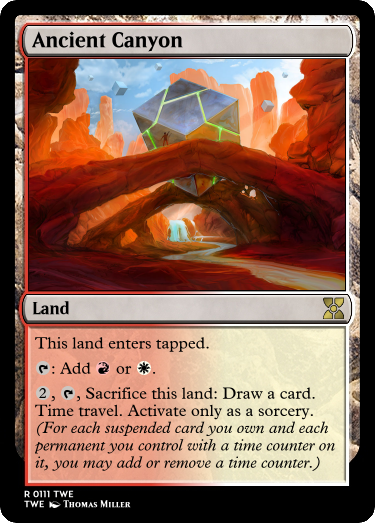 Ancient Canyon
Land
This land enters tapped.
: Add or .
2, , Sacrifice this land: Draw a card.
Time travel. Activate only as a sorcery.
(For each suspended card you own and each
permanent you control with a time counter on
it, you may add or remove a time counter.)
R 0111 TWE
TWE Thomas Miller